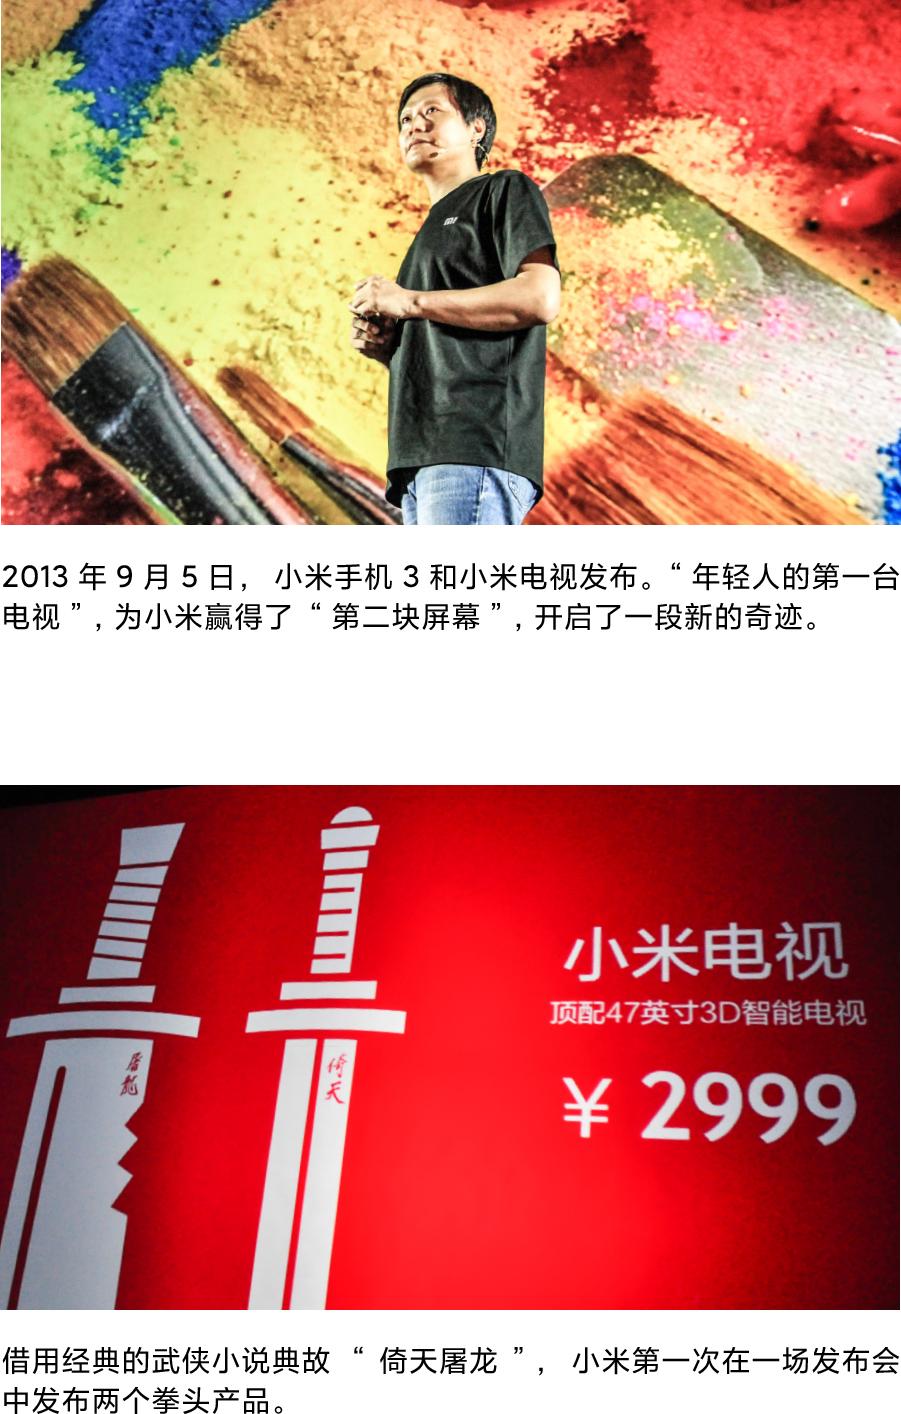 MI
2013 年 9 月 5 日， 小米手机 3 和小米电视发布。“ 年轻人的第一台
电视 ”，为小米赢得了 “ 第二块屏幕 ”，开启了一段新的奇迹。
小米电视
顶配47英寸3D智能电视
¥ 2999
屠龍
倚天
借用经典的武侠小说典故 “ 倚天屠龙 ”， 小米第一次在一场发布会
中发布两个拳头产品。